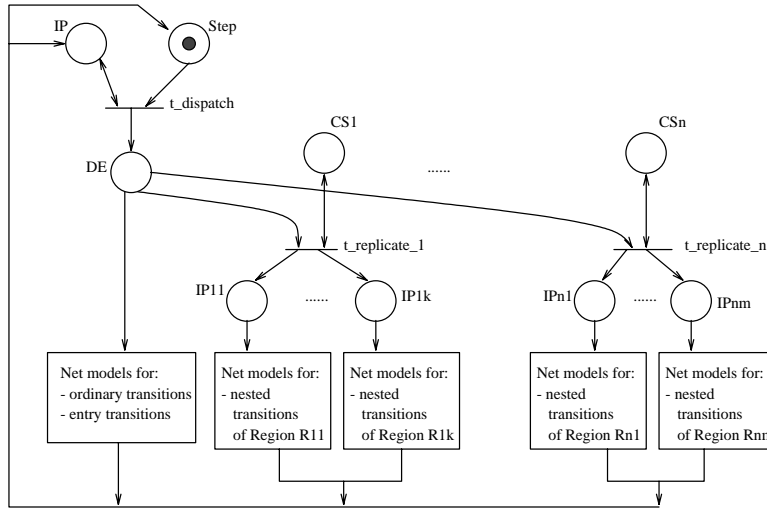 IP
Step
t_dispatch
CS1
CSn
DE
......
t_replicate_1
t_replicate_n
IP11
......
IP1k
IPn1
......
IPnm
Net models for:
- ordinary transitions
- entry transitions
Net models for:
- nested
transitions
of Region R11
Net models for:
- nested
transitions
of Region R1k
Net models for:
- nested
transitions
of Region Rn1
Net models for:
- nested
transitions
of Region Rnm